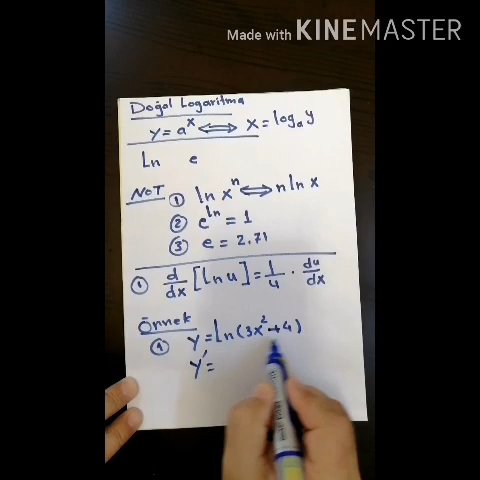 Made with KINEMASTER
Doğal Logaritma
y = a^x ⟺ x = log_a y
Ln e
NOT ① ln x^n ⟺ n ln x
② e^ln = 1
③ e = 2.71
① d/dx [ln u] = 1/u · du/dx
Örnek
① y = ln(3x²+4)
y' =